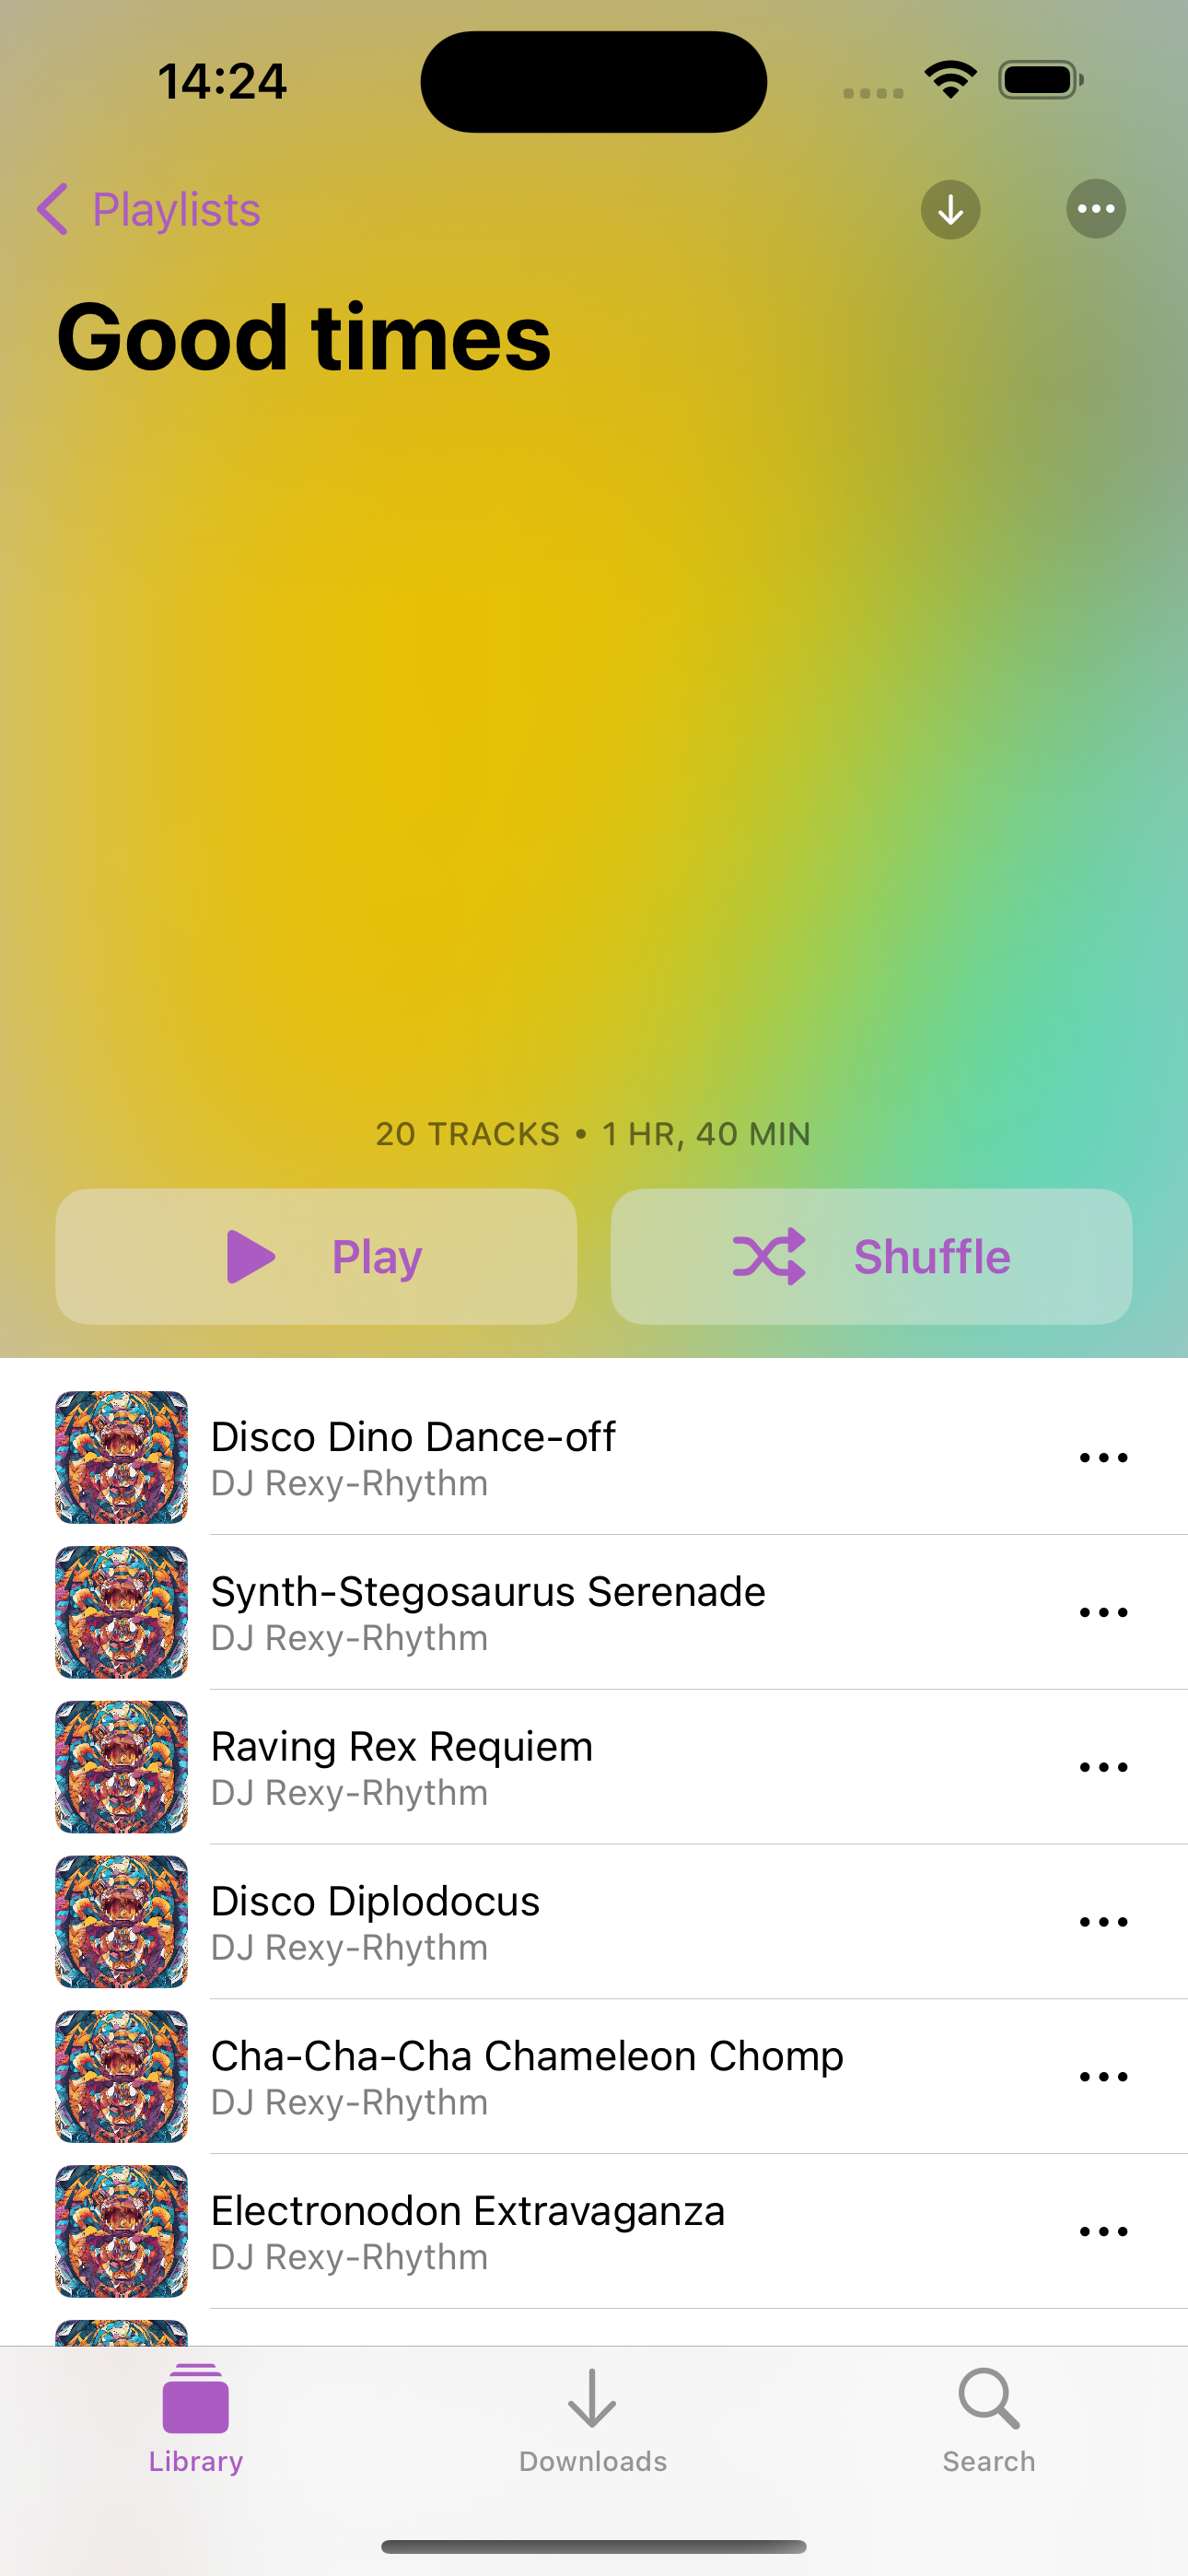 14:24
Playlists
Good times
20 TRACKS • 1 HR, 40 MIN
Play
Shuffle
Disco Dino Dance-off
DJ Rexy-Rhythm
Synth-Stegosaurus Serenade
DJ Rexy-Rhythm
Raving Rex Requiem
DJ Rexy-Rhythm
Disco Diplodocus
DJ Rexy-Rhythm
Cha-Cha-Cha Chameleon Chomp
DJ Rexy-Rhythm
Electronodon Extravaganza
DJ Rexy-Rhythm
Library
Downloads
Search